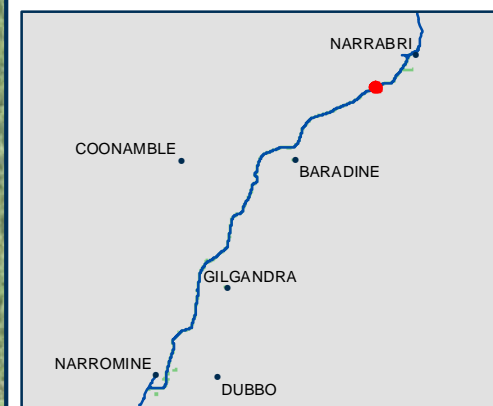 NARRABRI
COONAMBLE
BARADINE
GILGANDRA
NARROMINE
DUBBO